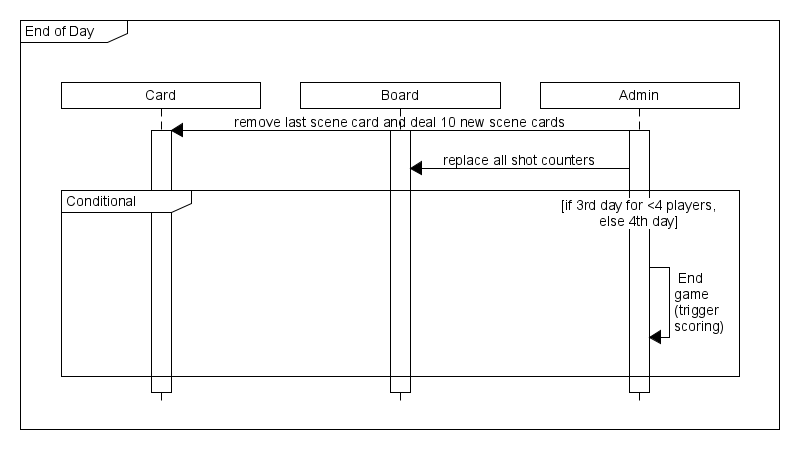 End of Day
Card
Board
Admin
remove last scene card and deal 10 new scene cards
replace all shot counters
Conditional
[if 3rd day for <4 players,
else 4th day]
End
game
(trigger
scoring)